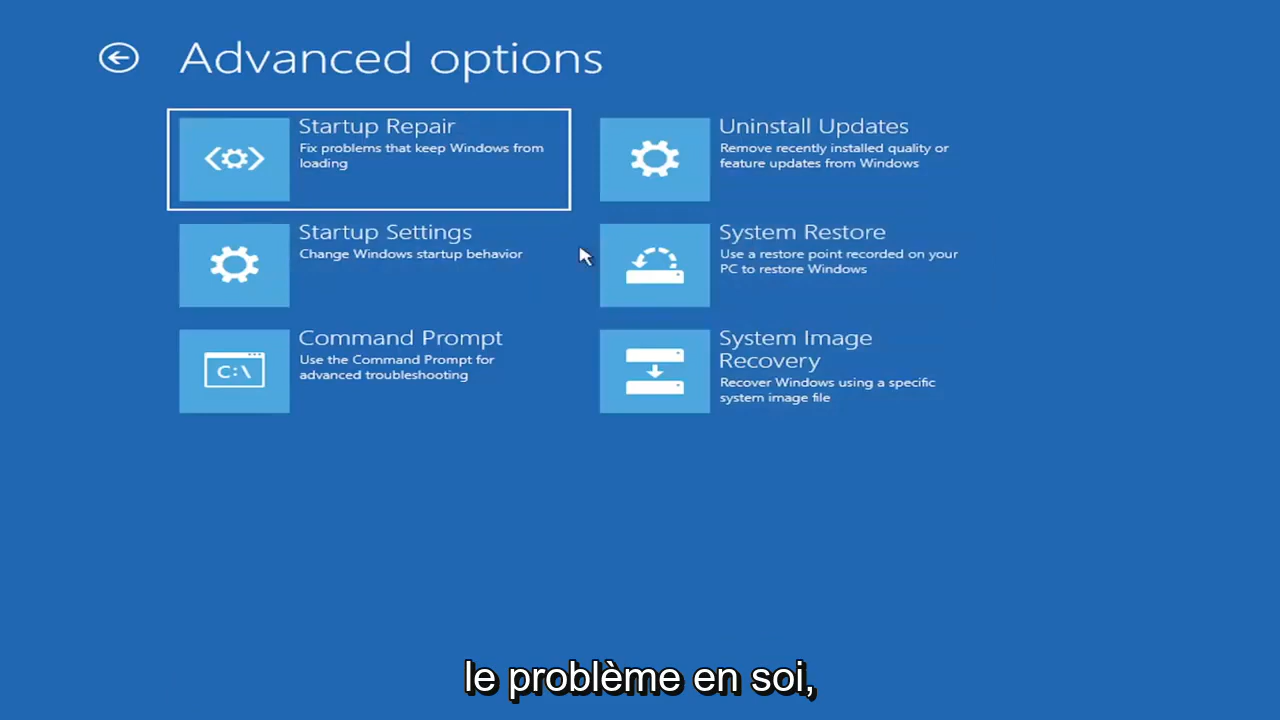 Advanced options
Startup Repair
Fix problems that keep Windows from
loading
Uninstall Updates
Remove recently installed quality or
feature updates from Windows
Startup Settings
Change Windows startup behavior
System Restore
Use a restore point recorded on your
PC to restore Windows
Command Prompt
Use the Command Prompt for
advanced troubleshooting
C:\
System Image
Recovery
Recover Windows using a specific
system image file
le problème en soi,